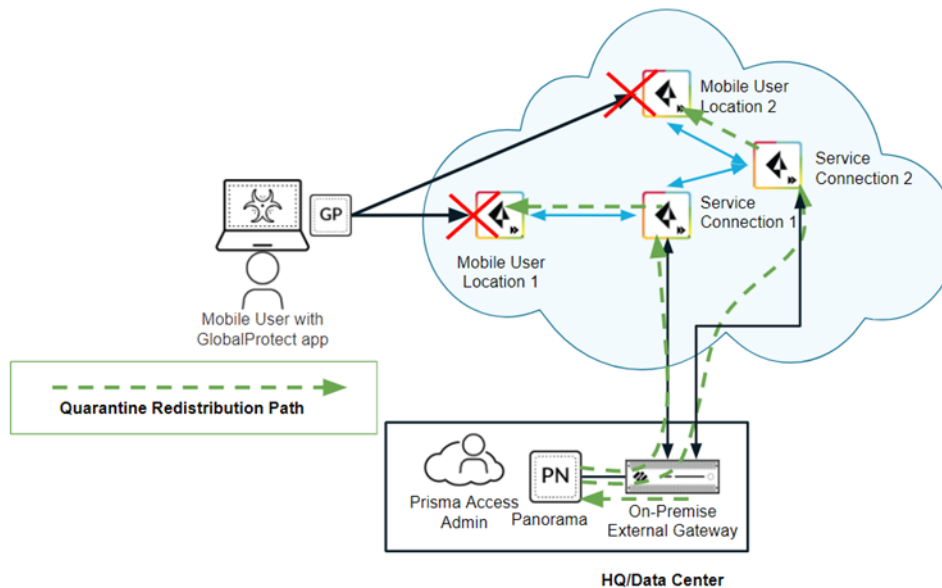 Mobile User
Location 2
Service
Connection 2
GP
Service
Connection 1
Mobile User
Location 1
Mobile User with
GlobalProtect app
Quarantine Redistribution Path
PN
Prisma Access
Admin
Panorama
On-Premise
External Gateway
HQ/Data Center